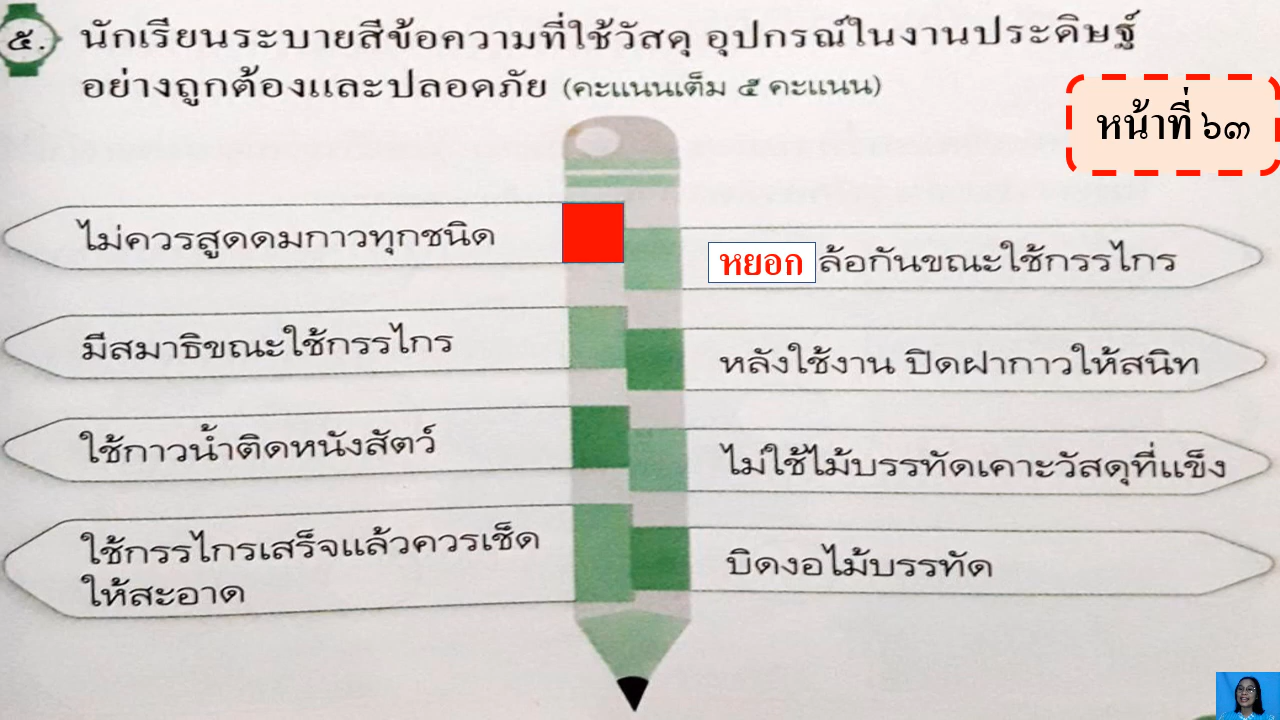 ๕. นักเรียนระบายสีข้อความที่ใช้วัสดุ อุปกรณ์ในงานประดิษฐ์
อย่างถูกต้องและปลอดภัย (คะแนนเต็ม ๕ คะแนน)
หน้าที่ ๖๓
ไม่ควรสูดดมกาวทุกชนิด
หยอกล้อกันขณะใช้กรรไกร
มีสมาธิขณะใช้กรรไกร
หลังใช้งาน ปิดฝากาวให้สนิท
ใช้กาวน้ำติดหนังสัตว์
ไม่ใช้ไม้บรรทัดเคาะวัสดุที่แข็ง
ใช้กรรไกรเสร็จแล้วควรเช็ด
ให้สะอาด
บิดงอไม้บรรทัด